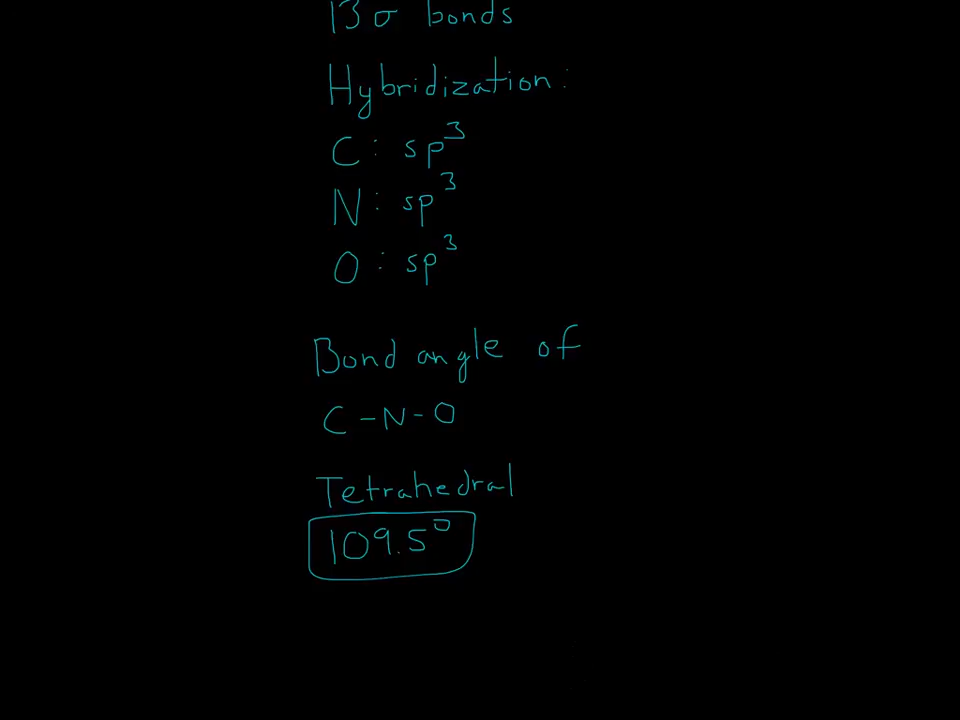 13 σ bonds
Hybridization:
C: sp³
N: sp³
O: sp³
Bond angle of
C-N-O
Tetrahedral
109.5°